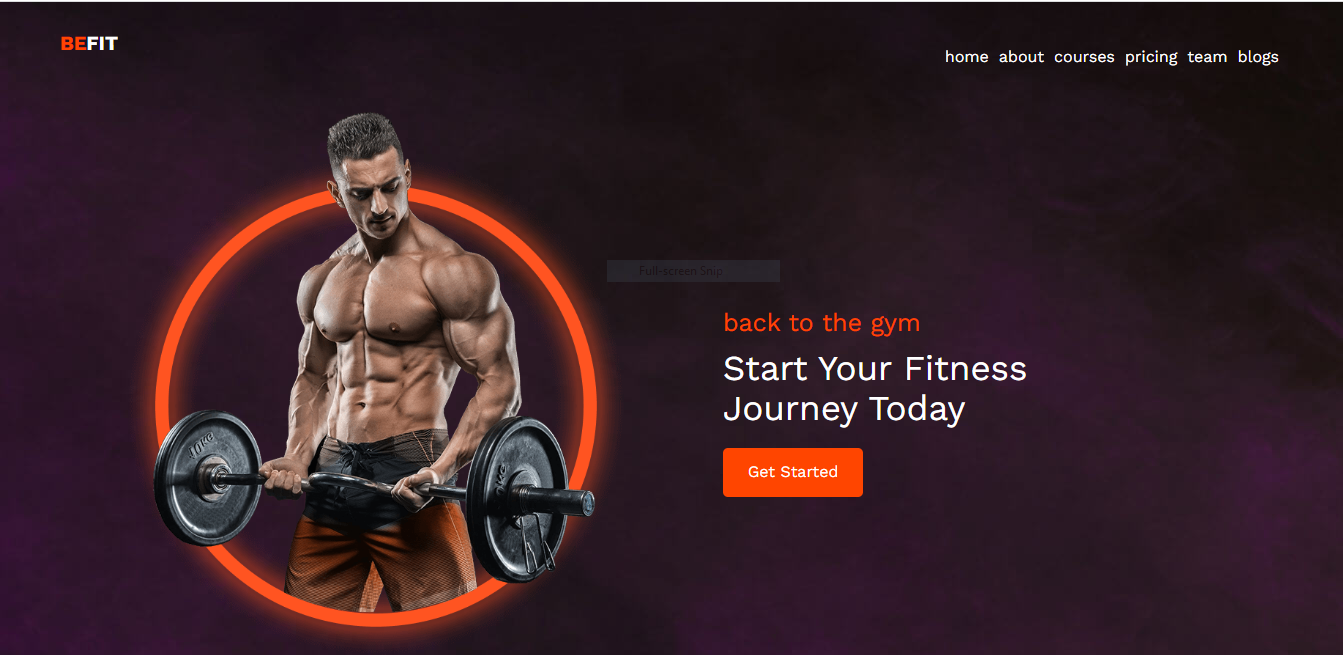 BEFIT
home about courses pricing team blogs
Full-screen Snip
back to the gym
Start Your Fitness
Journey Today
Get Started